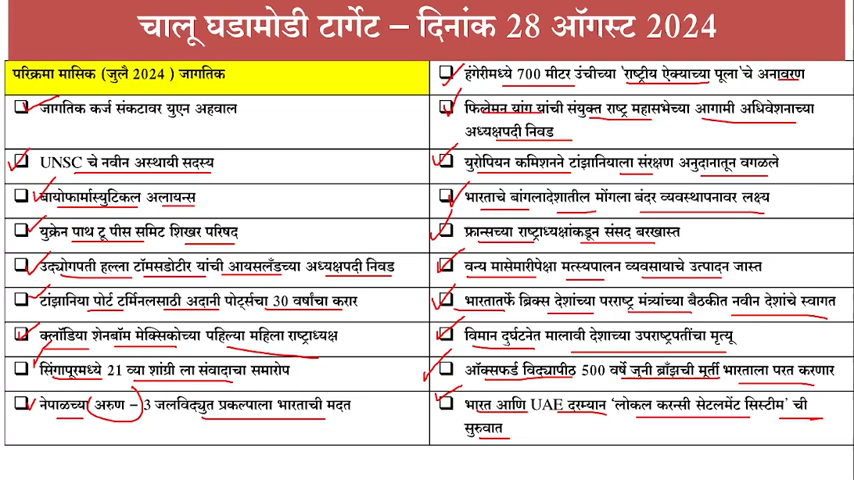 चालू घडामोडी टार्गेट – दिनांक 28 ऑगस्ट 2024
परिक्रमा मासिक (जुलै 2024 ) जागतिक
जागतिक कर्ज संकटावर युएन अहवाल
UNSC चे नवीन अस्थायी सदस्य
बायोफार्मास्युटिकल अलायन्स
युक्रेन पाथ टू पीस समिट शिखर परिषद
उद्योगपती हल्ला टॉमसडोटीर यांची आयसलँडच्या अध्यक्षपदी निवड
टांझानिया पोर्ट टर्मिनलसाठी अदानी पोर्ट्सचा 30 वर्षांचा करार
क्लॉडिया शेनबॉम मेक्सिकोच्या पहिल्या महिला राष्ट्राध्यक्ष
सिंगापूरमध्ये 21 व्या शांग्री ला संवादाचा समारोप
नेपाळच्या अरुण – 3 जलविद्युत प्रकल्पाला भारताची मदत
हंगेरीमध्ये 700 मीटर उंचीच्या 'राष्ट्रीय ऐक्याच्या पूला'चे अनावरण
फिलेमन यांग यांची संयुक्त राष्ट्र महासभेच्या आगामी अधिवेशनाच्या
अध्यक्षपदी निवड
युरोपियन कमिशनने टांझानियाला संरक्षण अनुदानातून वगळले
भारताचे बांगलादेशातील मोंगला बंदर व्यवस्थापनावर लक्ष्य
फ्रान्सच्या राष्ट्राध्यक्षांकडून संसद बरखास्त
वन्य मासेमारीपेक्षा मत्स्यपालन व्यवसायाचे उत्पादन जास्त
भारतातर्फे ब्रिक्स देशांच्या परराष्ट्र मंत्र्यांच्या बैठकीत नवीन देशांचे स्वागत
विमान दुर्घटनेत मालावी देशाच्या उपराष्ट्रपतींचा मृत्यू
ऑक्सफर्ड विद्यापीठ 500 वर्षे जुनी ब्राँझची मूर्ती भारताला परत करणार
भारत आणि UAE दरम्यान 'लोकल करन्सी सेटलमेंट सिस्टीम' ची
सुरुवात